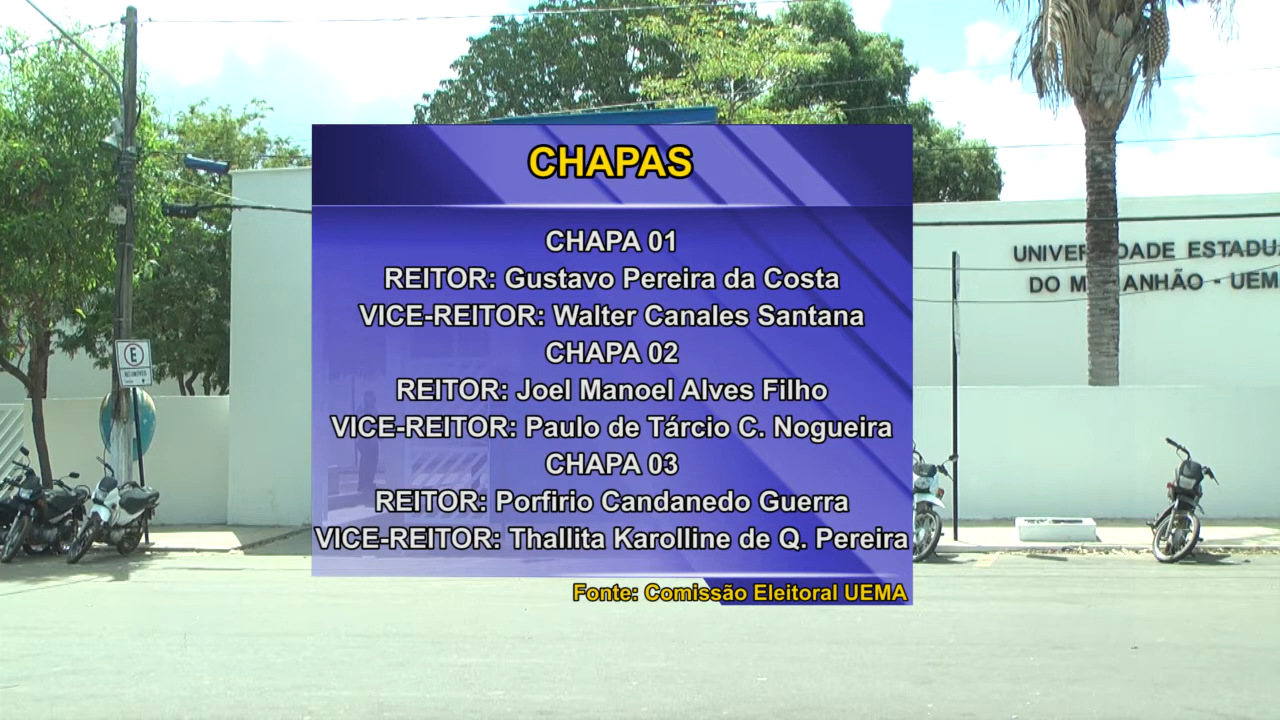 CHAPAS
CHAPA 01
REITOR: Gustavo Pereira da Costa
VICE-REITOR: Walter Canales Santana
CHAPA 02
REITOR: Joel Manoel Alves Filho
VICE-REITOR: Paulo de Tárcio C. Nogueira
CHAPA 03
REITOR: Porfirio Candanedo Guerra
VICE-REITOR: Thallita Karolline de Q. Pereira
Fonte: Comissão Eleitoral UEMA
DO
- UEM
E